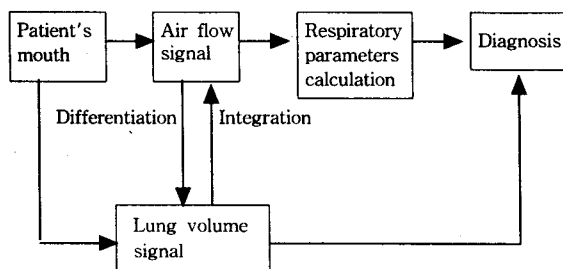 Patient's
mouth
Air flow
signal
Respiratory
parameters
calculation
Diagnosis
Differentiation
Integration
Lung volume
signal